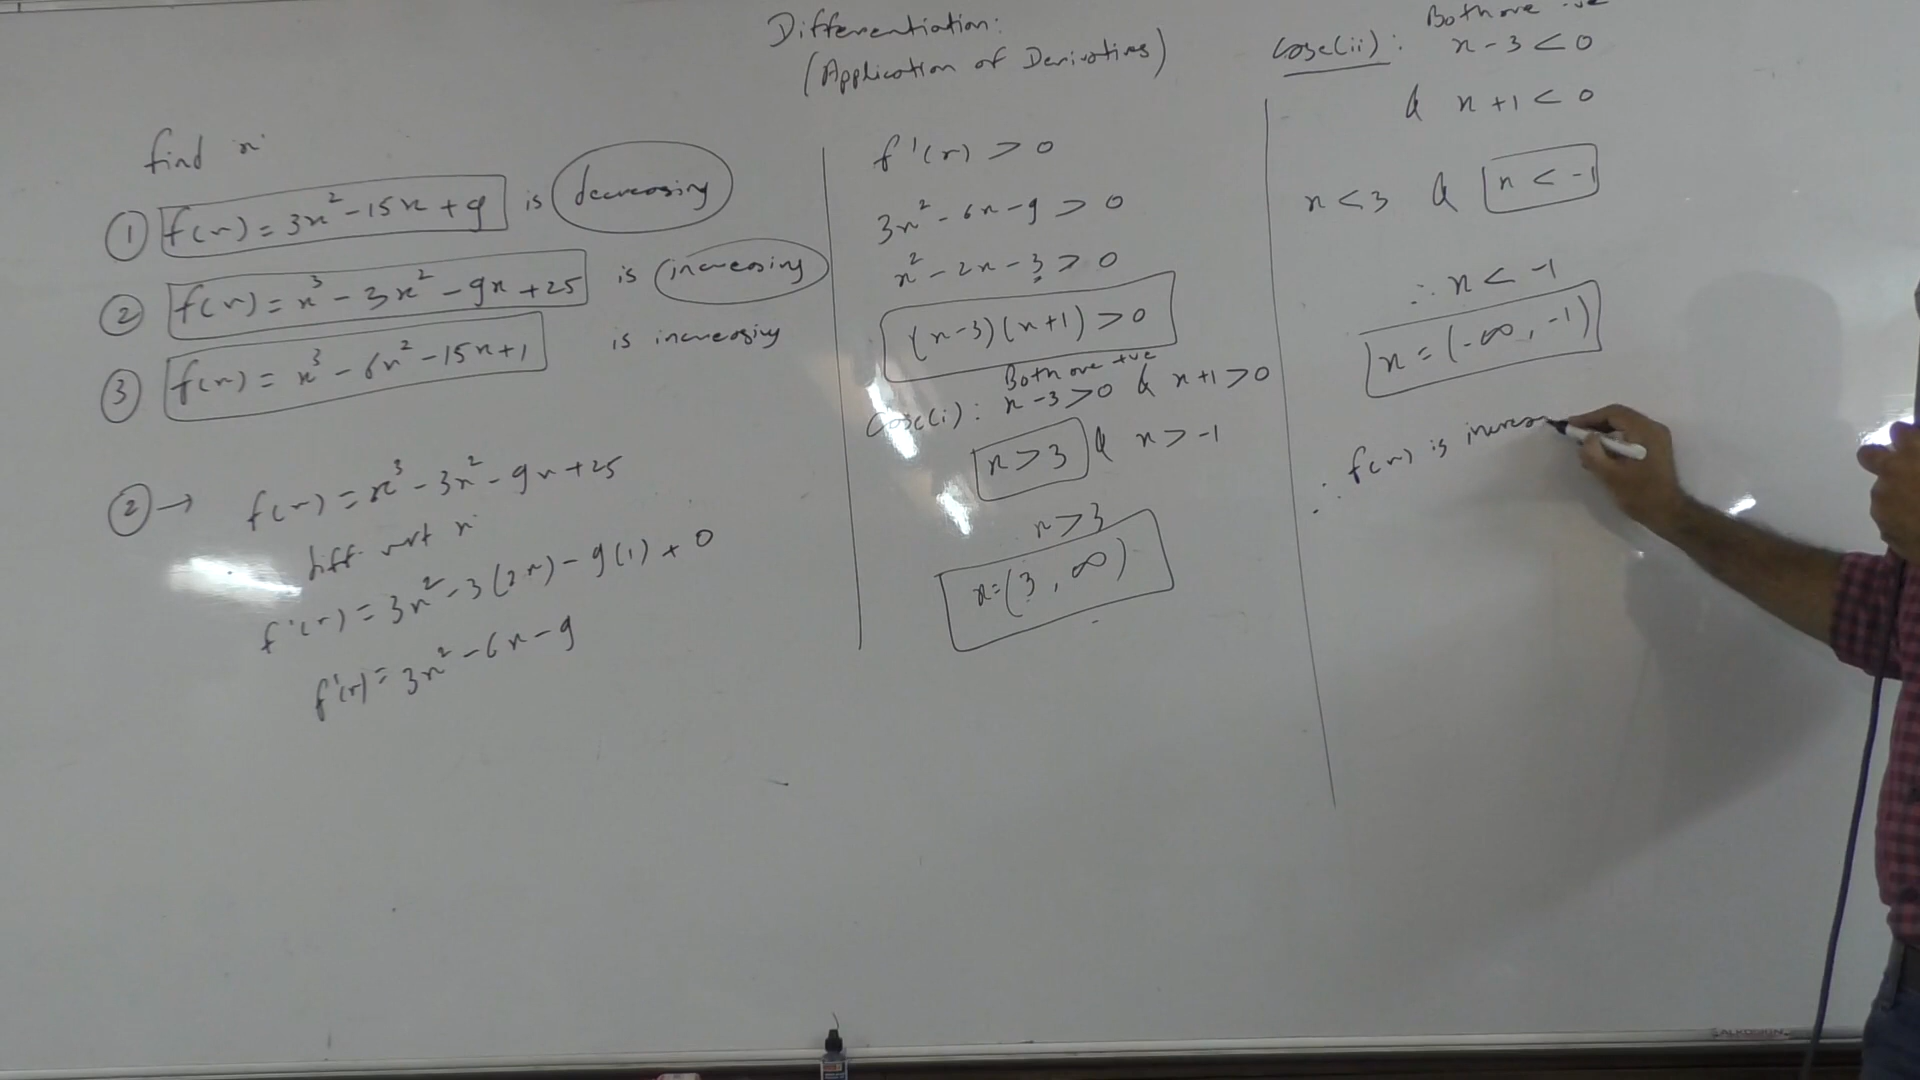 Differentiation:
(Application of Derivatives)
find x
① f(x) = 3x² - 15x + 9 is decreasing
② f(x) = x³ - 3x² - 9x + 25 is increasing
③ f(x) = x³ - 6x² - 15x + 1 is increasing
② → f(x) = x³ - 3x² - 9x + 25
diff wrt x
f'(x) = 3x² - 3(2x) - 9(1) + 0
f'(x) = 3x² - 6x - 9
f'(x) > 0
3x² - 6x - 9 > 0
x² - 2x - 3 > 0
(x-3)(x+1) > 0
Both are +ve
Case(i): x-3>0 & x+1>0
x>3 & x>-1
x>3
x=(3, ∞)
Both are -ve
Case(ii): x-3<0
& x+1<0
x<3 & x<-1
∴ x<-1
x = (-∞, -1)
∴ f(x) is increas